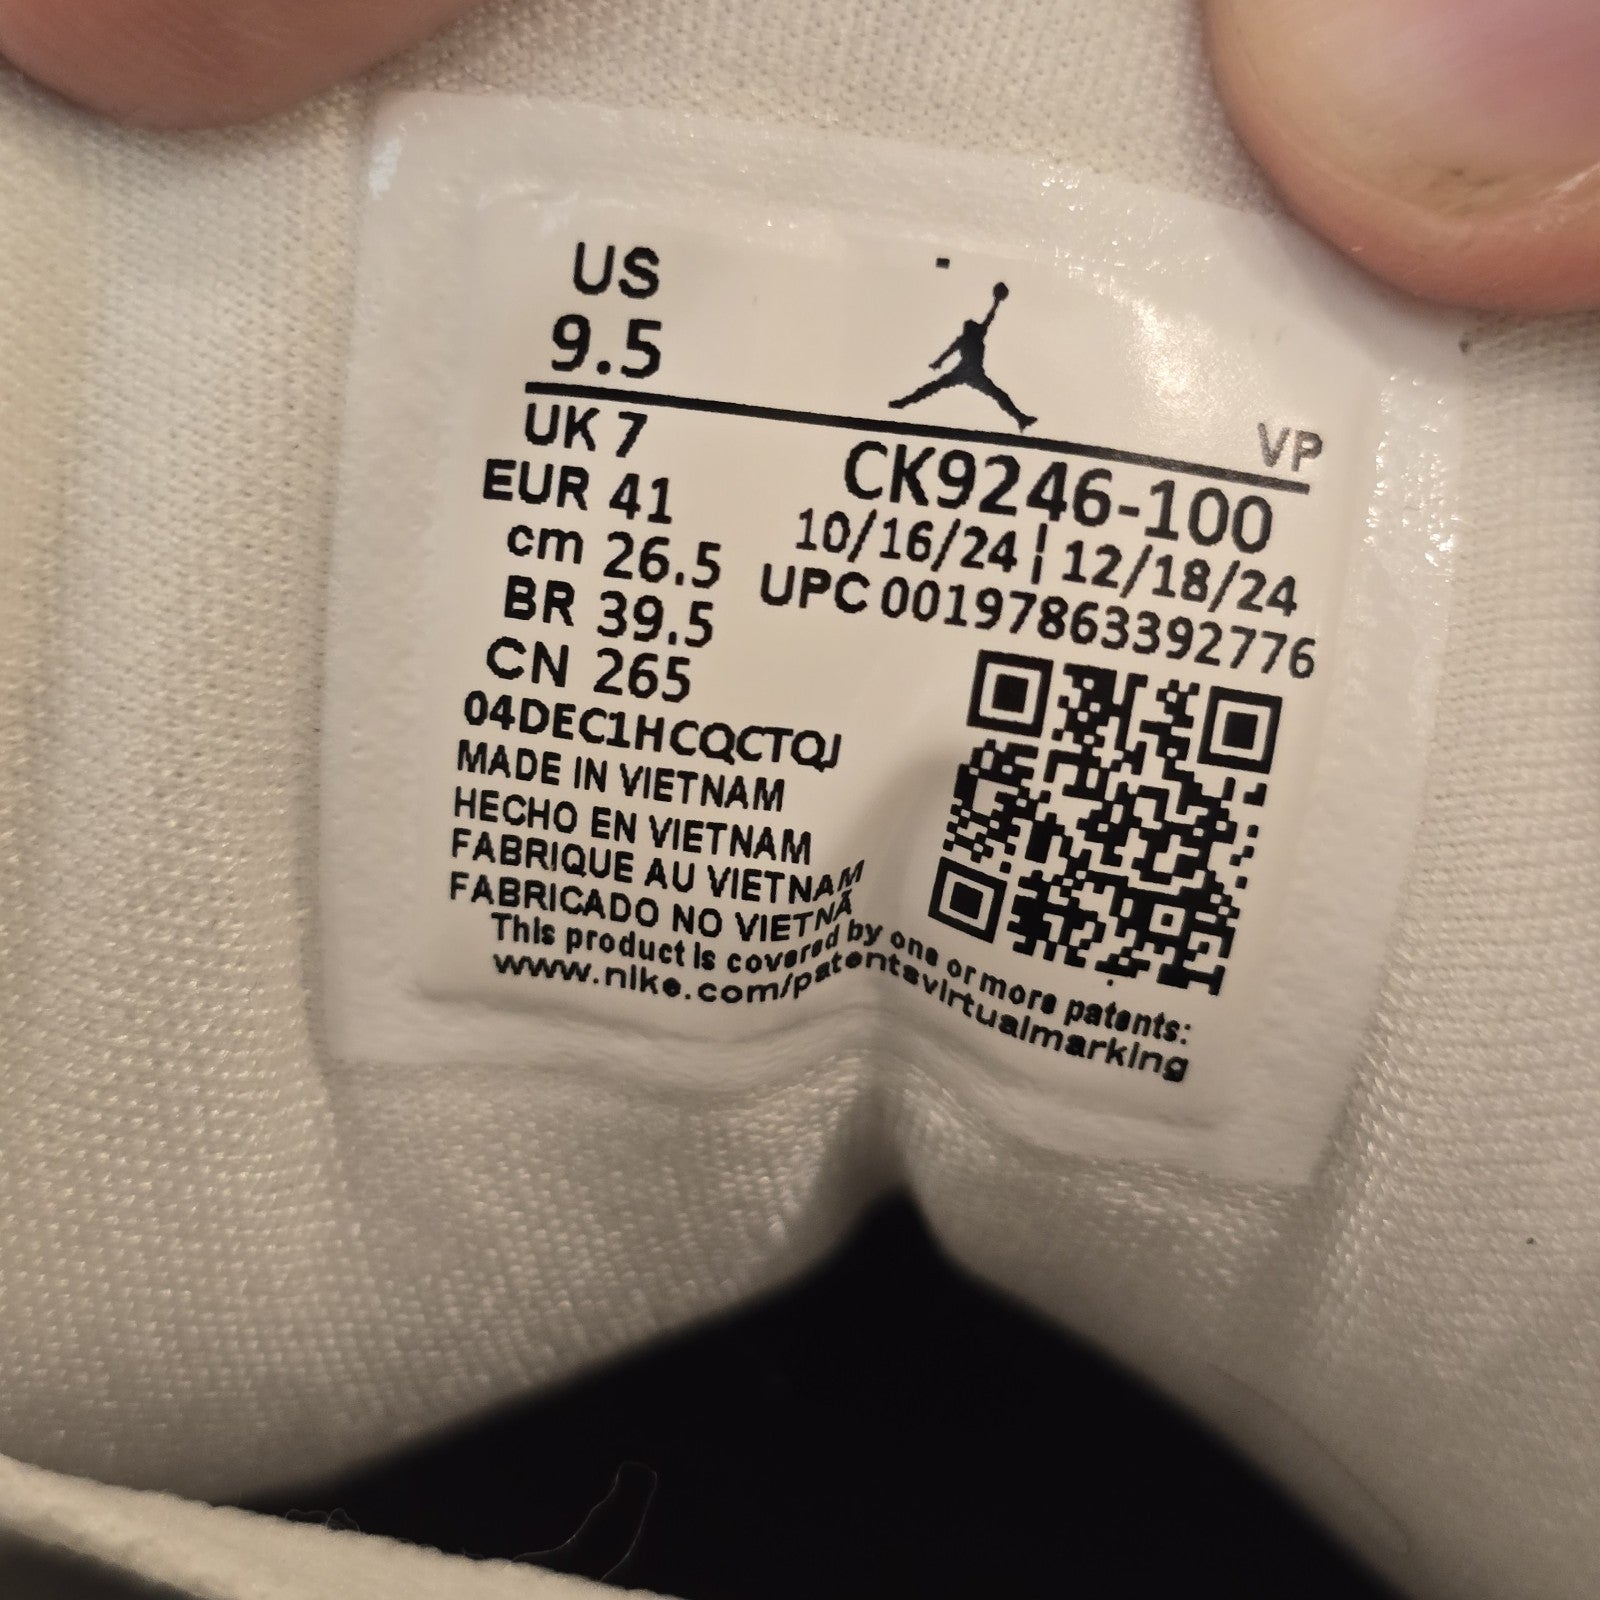 US
9.5
VP
UK 7
EUR 41
cm 26.5
BR 39.5
CN 265
CK9246-100
10/16/24 | 12/18/24
UPC 00197863392776
04DEC1HCQCTQJ
MADE IN VIETNAM
HECHO EN VIETNAM
FABRIQUE AU VIETNAM
FABRICADO NO VIETNÃ
This product is covered by one or more patents:
www.nike.com/patentsvirtualmarking